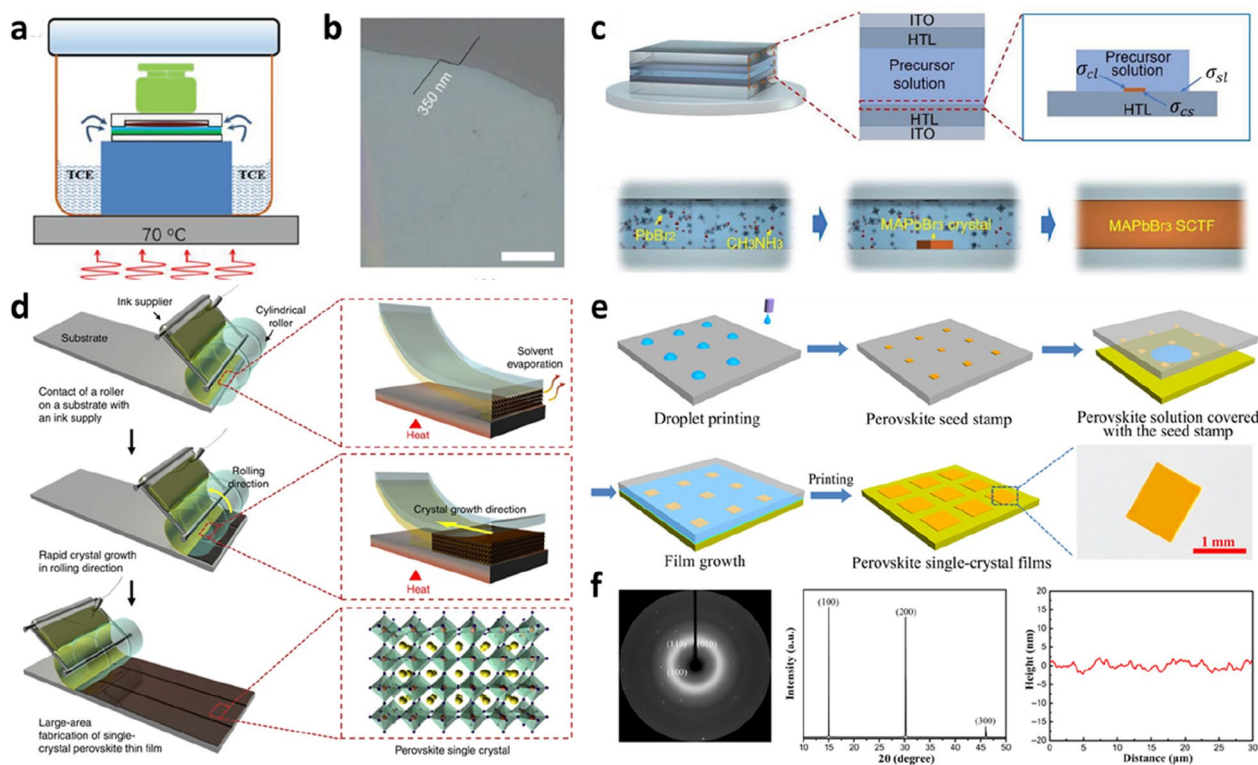 a
TCE
TCE
70 °C
b
350 nm
c
ITO
HTL
Precursor
solution
HTL
ITO
Precursor
solution
σcl
σsl
HTL
σcs
PbBr2
CH3NH3
MAPbBr3 crystal
MAPbBr3 SCTF
d
Ink supplier
Cylindrical
roller
Substrate
Contact of a roller
on a substrate with
an ink supply
Solvent
evaporation
Heat
Rolling
direction
Rapid crystal growth
in rolling direction
Crystal growth direction
Heat
Large-area
fabrication of single-
crystal perovskite thin film
Perovskite single crystal
e
Droplet printing
Perovskite seed stamp
Perovskite solution covered
with the seed stamp
Film growth
Printing
Perovskite single-crystal films
1 mm
f
(110)
(010)
(100)
Intensity (a.u.)
(100)
(200)
(300)
10 15 20 25 30 35 40 45 50
2θ (degree)
Height (nm)
20
15
10
5
0
−5
−10
−15
−20
0 5 10 15 20 25 30
Distance (μm)